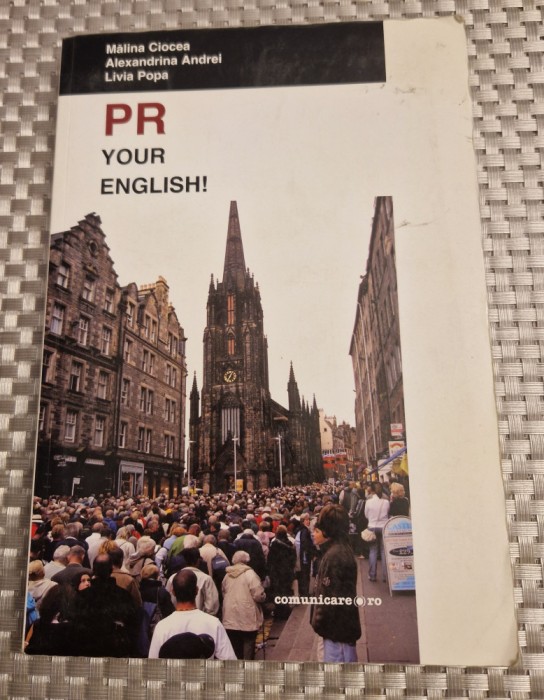 Mălina Ciocea
Alexandrina Andrei
Livia Popa
PR
YOUR
ENGLISH!
comunicare(•).ro